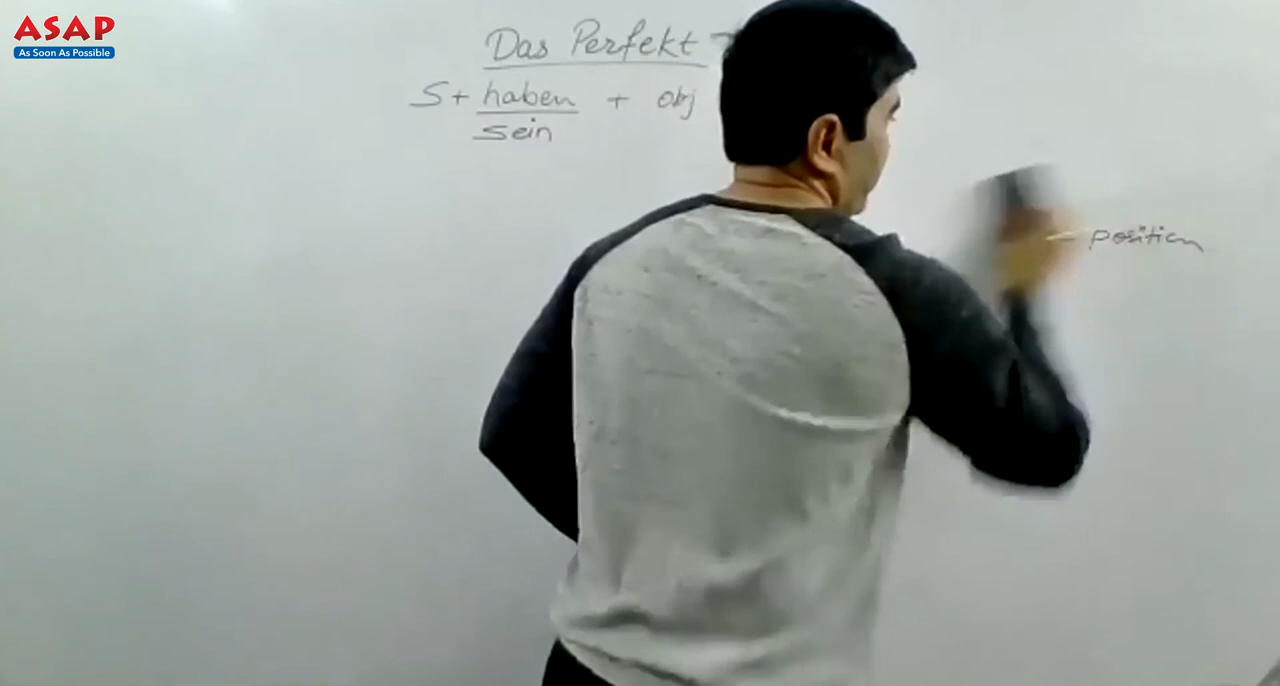 ASAP
As Soon As Possible
Das Perfekt
S + haben + obj
sein
- position